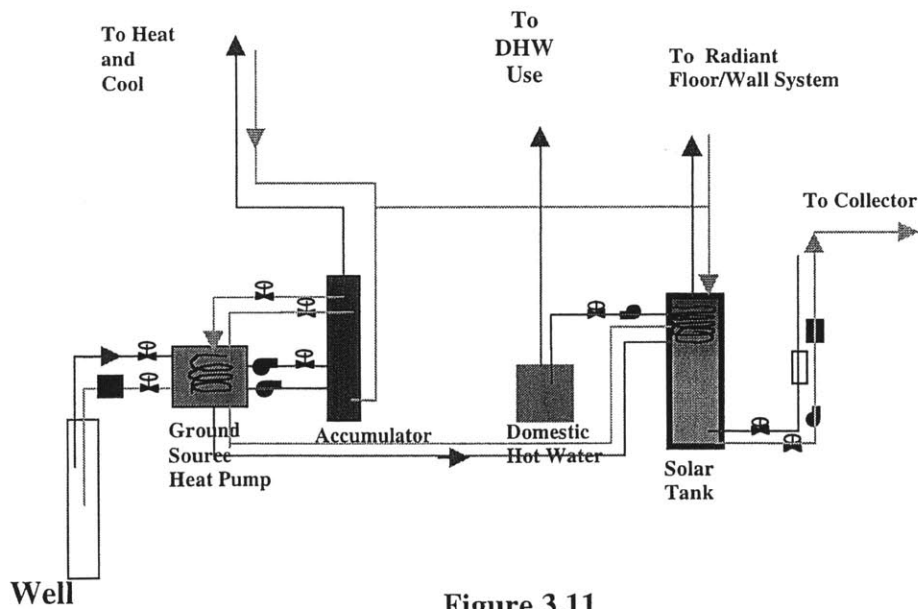 To Heat
and
Cool
To
DHW
Use
To Radiant
Floor/Wall System
To Collector
Ground
Source
Heat Pump
Accumulator
Domestic
Hot Water
Solar
Tank
Well
Figure 3.11